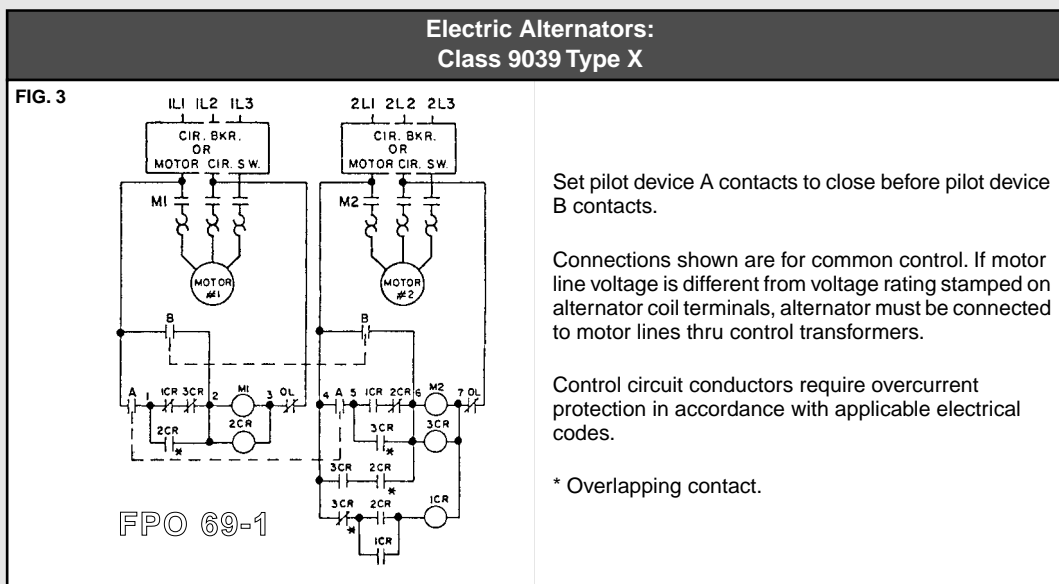 Electric Alternators:
Class 9039 Type X
FIG. 3
1L1 1L2 1L3
2L1 2L2 2L3
CIR. BKR.
OR
MOTOR CIR. SW.
CIR. BKR.
OR
MOTOR CIR. SW.
M1
M2
MOTOR
#1
MOTOR
#2
B
B
A 1 1CR 3CR 2 M1 3 OL
4 A 5 1CR 2CR 6 M2 7 OL
2CR * 2CR
3CR * 3CR
3CR 2CR *
3CR * 2CR 1CR
1CR
FPO 69-1
Set pilot device A contacts to close before pilot device
B contacts.
Connections shown are for common control. If motor
line voltage is different from voltage rating stamped on
alternator coil terminals, alternator must be connected
to motor lines thru control transformers.
Control circuit conductors require overcurrent
protection in accordance with applicable electrical
codes.
* Overlapping contact.